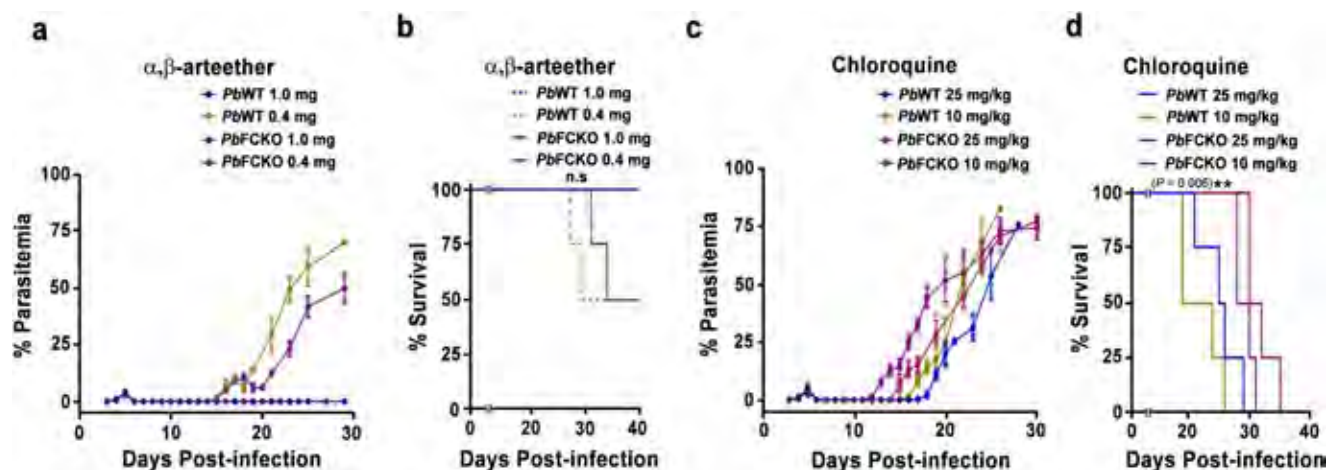 a
α,β-arteether
PbWT 1.0 mg
PbWT 0.4 mg
PbFCKO 1.0 mg
PbFCKO 0.4 mg
100
75
50
25
0
% Parasitemia
0 10 20 30
Days Post-infection
b
α,β-arteether
PbWT 1.0 mg
PbWT 0.4 mg
PbFCKO 1.0 mg
PbFCKO 0.4 mg
n.s
100
75
50
25
0
% Survival
0 20 30 40
Days Post-infection
c
Chloroquine
PbWT 25 mg/kg
PbWT 10 mg/kg
PbFCKO 25 mg/kg
PbFCKO 10 mg/kg
100
75
50
25
0
% Parasitemia
0 10 20 30
Days Post-infection
d
Chloroquine
PbWT 25 mg/kg
PbWT 10 mg/kg
PbFCKO 25 mg/kg
PbFCKO 10 mg/kg
(P = 0.005)★★
100
75
50
25
0
% Survival
0 20 30 40
Days Post-infection